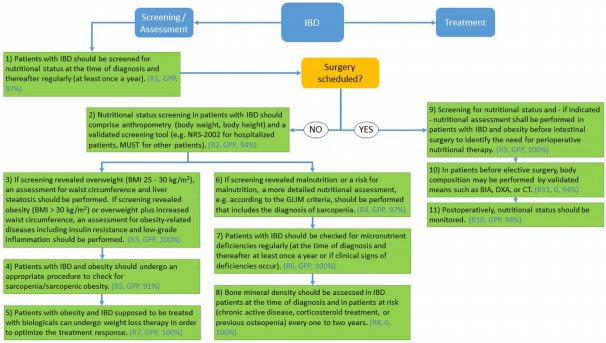 Screening /
Assessment
IBD
Treatment
1) Patients with IBD should be screened for
nutritional status at the time of diagnosis and
thereafter regularly (at least once a year). (R1, GPP,
97%)
Surgery
scheduled?
2) Nutritional status screening in patients with IBD should
comprise anthropometry (body weight, body height) and a
validated screening tool (e.g. NRS-2002 for hospitalized
patients, MUST for other patients). (R2, GPP, 94%)
NO
YES
3) If screening revealed overweight (BMI 25 - 30 kg/m²),
an assessment for waist circumference and liver
steatosis should be performed. If screening revealed
obesity (BMI > 30 kg/m²) or overweight plus increased
waist circumference, an assessment for obesity-related
diseases including insulin resistance and low-grade
inflammation should be performed. (R3, GPP, 100%)
4) Patients with IBD and obesity should undergo an
appropriate procedure to check for
sarcopenia/sarcopenic obesity. (R5, GPP, 91%)
5) Patients with obesity and IBD supposed to be treated
with biologicals can undergo weight loss therapy in
order to optimize the treatment response. (R7, GPP, 100%)
6) If screening revealed malnutrition or a risk for
malnutrition, a more detailed nutritional assessment,
e.g. according to the GLIM criteria, should be performed
that includes the diagnosis of sarcopenia. (R4, GPP, 97%)
7) Patients with IBD should be checked for micronutrient
deficiencies regularly (at the time of diagnosis and
thereafter at least once a year or if clinical signs of
deficiencies occur). (R6, GPP, 100%)
8) Bone mineral density should be assessed in IBD
patients at the time of diagnosis and in patients at risk
(chronic active disease, corticosteroid treatment, or
previous osteopenia) every one to two years. (R8, 0,
100%)
9) Screening for nutritional status and - if indicated
- nutritional assessment shall be performed in
patients with IBD and obesity before intestinal
surgery to identify the need for perioperative
nutritional therapy. (R9, GPP, 100%)
10) In patients before elective surgery, body
composition may be performed by validated
means such as BIA, DXA, or CT. (R11, 0, 94%)
11) Postoperatively, nutritional status should be
monitored. (R10, GPP, 94%)